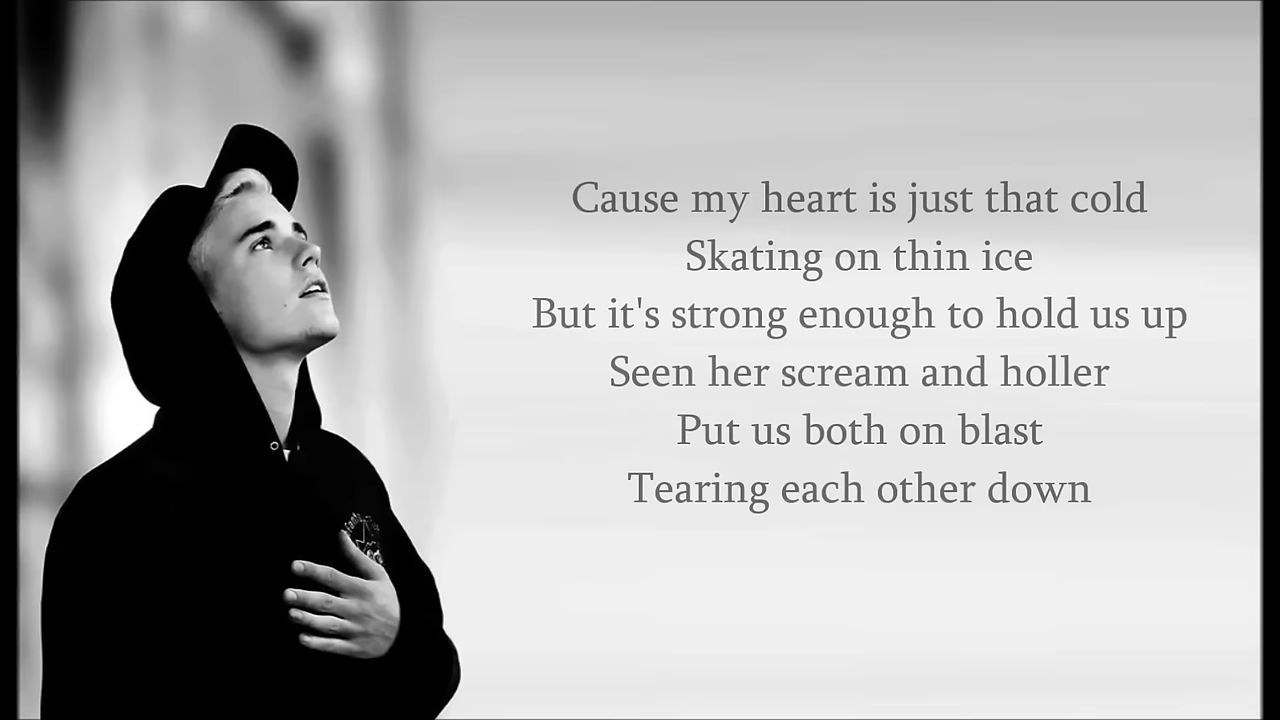 Cause my heart is just that cold
Skating on thin ice
But it's strong enough to hold us up
Seen her scream and holler
Put us both on blast
Tearing each other down